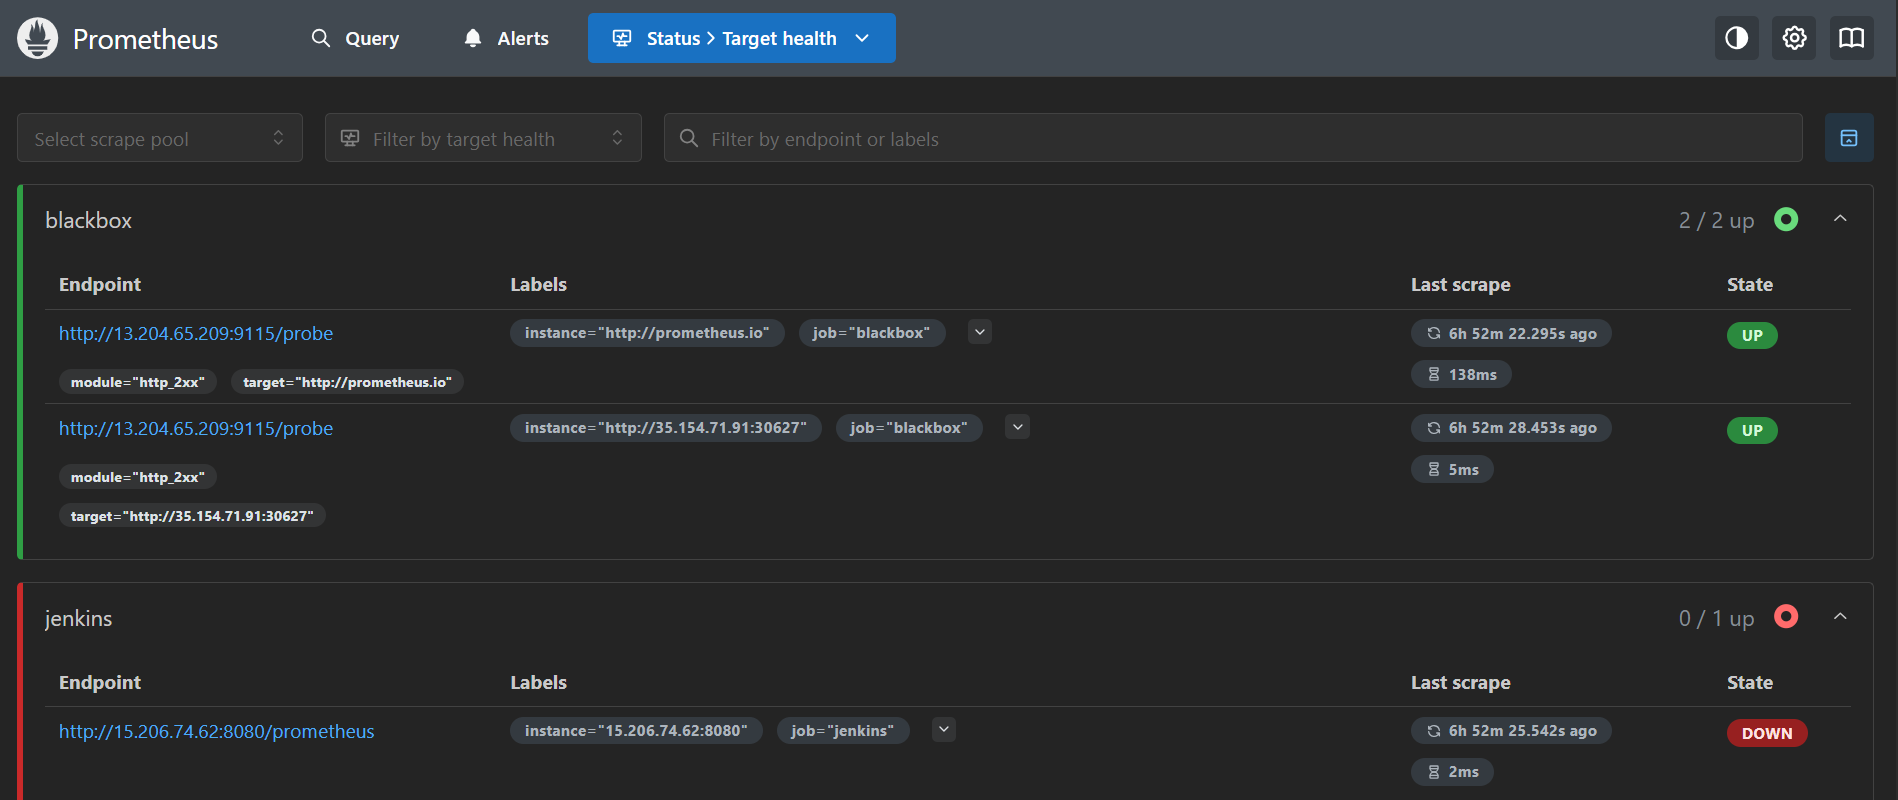 Prometheus
Query
Alerts
Status > Target health
Select scrape pool
Filter by target health
Filter by endpoint or labels
blackbox
2 / 2 up
Endpoint Labels Last scrape State
http://13.204.65.209:9115/probe instance="http://prometheus.io" job="blackbox" 6h 52m 22.295s ago UP
138ms
module="http_2xx" target="http://prometheus.io"
http://13.204.65.209:9115/probe instance="http://35.154.71.91:30627" job="blackbox" 6h 52m 28.453s ago UP
module="http_2xx" 5ms
target="http://35.154.71.91:30627"
jenkins
0 / 1 up
Endpoint Labels Last scrape State
http://15.206.74.62:8080/prometheus instance="15.206.74.62:8080" job="jenkins" 6h 52m 25.542s ago DOWN
2ms